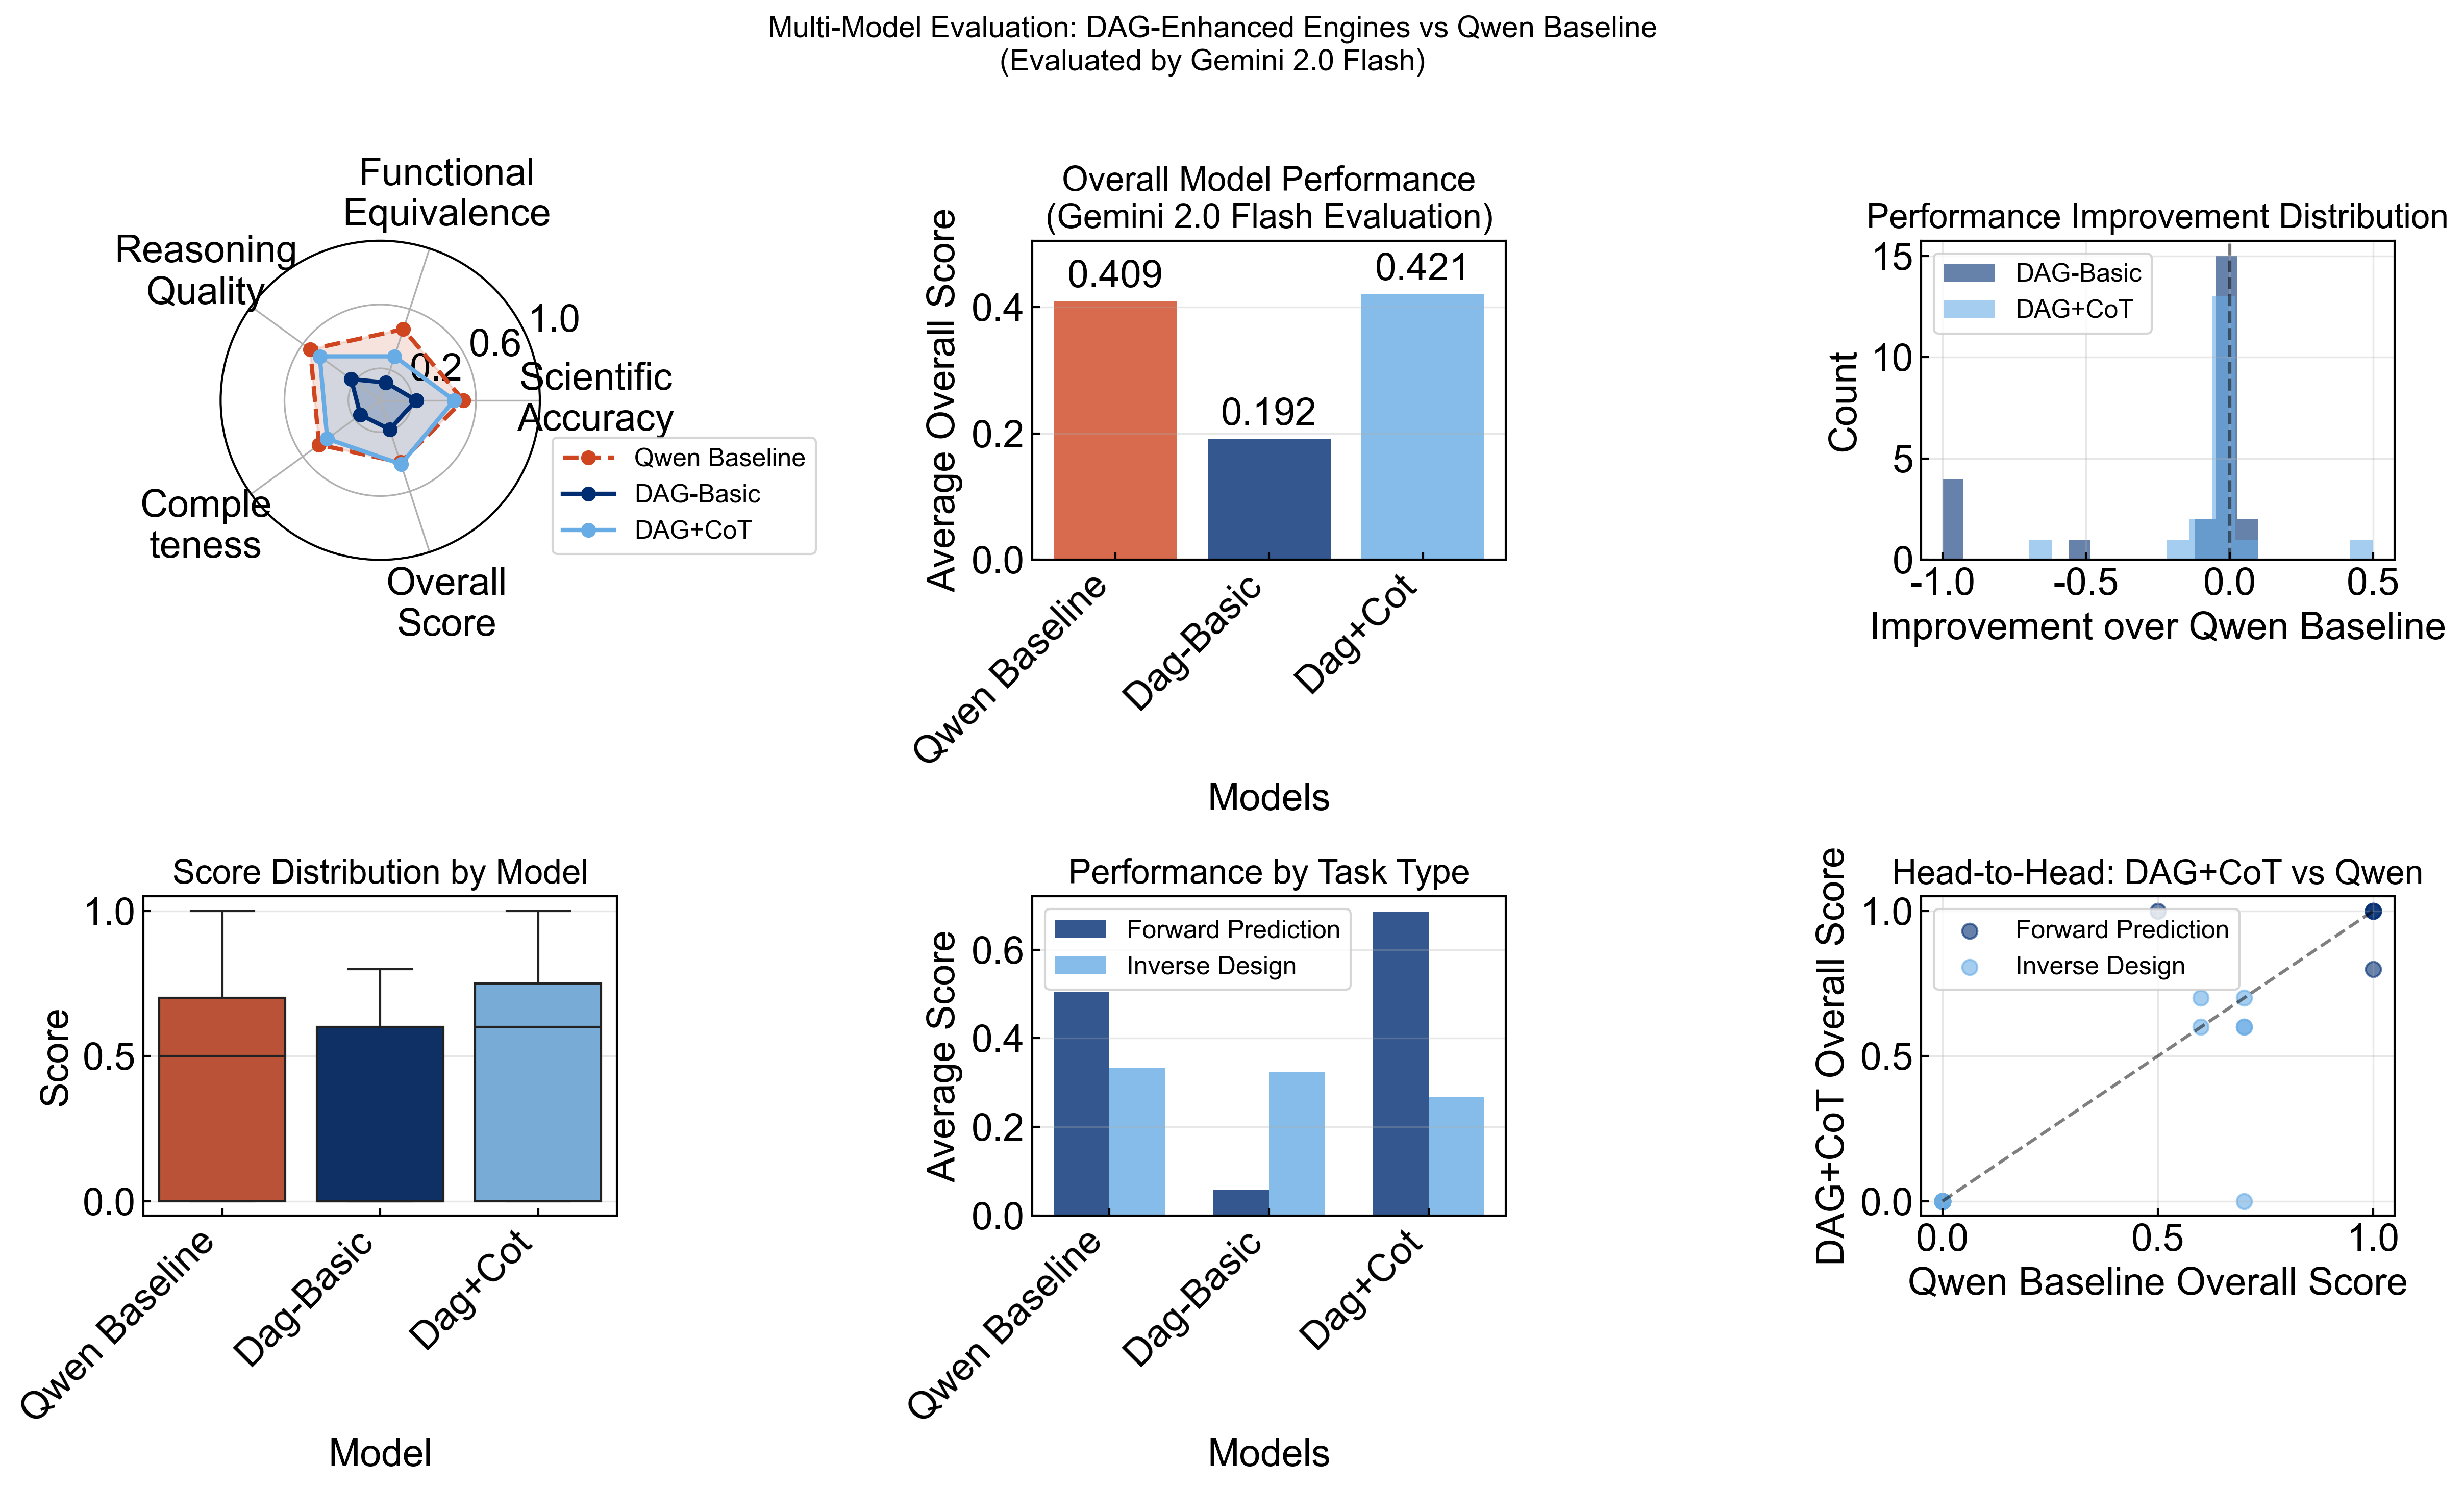 Multi-Model Evaluation: DAG-Enhanced Engines vs Qwen Baseline
(Evaluated by Gemini 2.0 Flash)
Functional
Equivalence
Reasoning
Quality
1.0
0.6
0.2
Scientific
Accuracy
Comple
teness
Overall
Score
Qwen Baseline
DAG-Basic
DAG+CoT
Overall Model Performance
(Gemini 2.0 Flash Evaluation)
Average Overall Score
0.4
0.2
0.0
0.409
0.192
0.421
Qwen Baseline
Dag-Basic
Dag+Cot
Models
Performance Improvement Distribution
Count
15
10
5
0
DAG-Basic
DAG+CoT
-1.0
-0.5
0.0
0.5
Improvement over Qwen Baseline
Score Distribution by Model
Score
1.0
0.5
0.0
Qwen Baseline
Dag-Basic
Dag+Cot
Model
Performance by Task Type
Average Score
0.6
0.4
0.2
0.0
Forward Prediction
Inverse Design
Qwen Baseline
Dag-Basic
Dag+Cot
Models
Head-to-Head: DAG+CoT vs Qwen
DAG+CoT Overall Score
1.0
0.5
0.0
Forward Prediction
Inverse Design
0.0
0.5
1.0
Qwen Baseline Overall Score